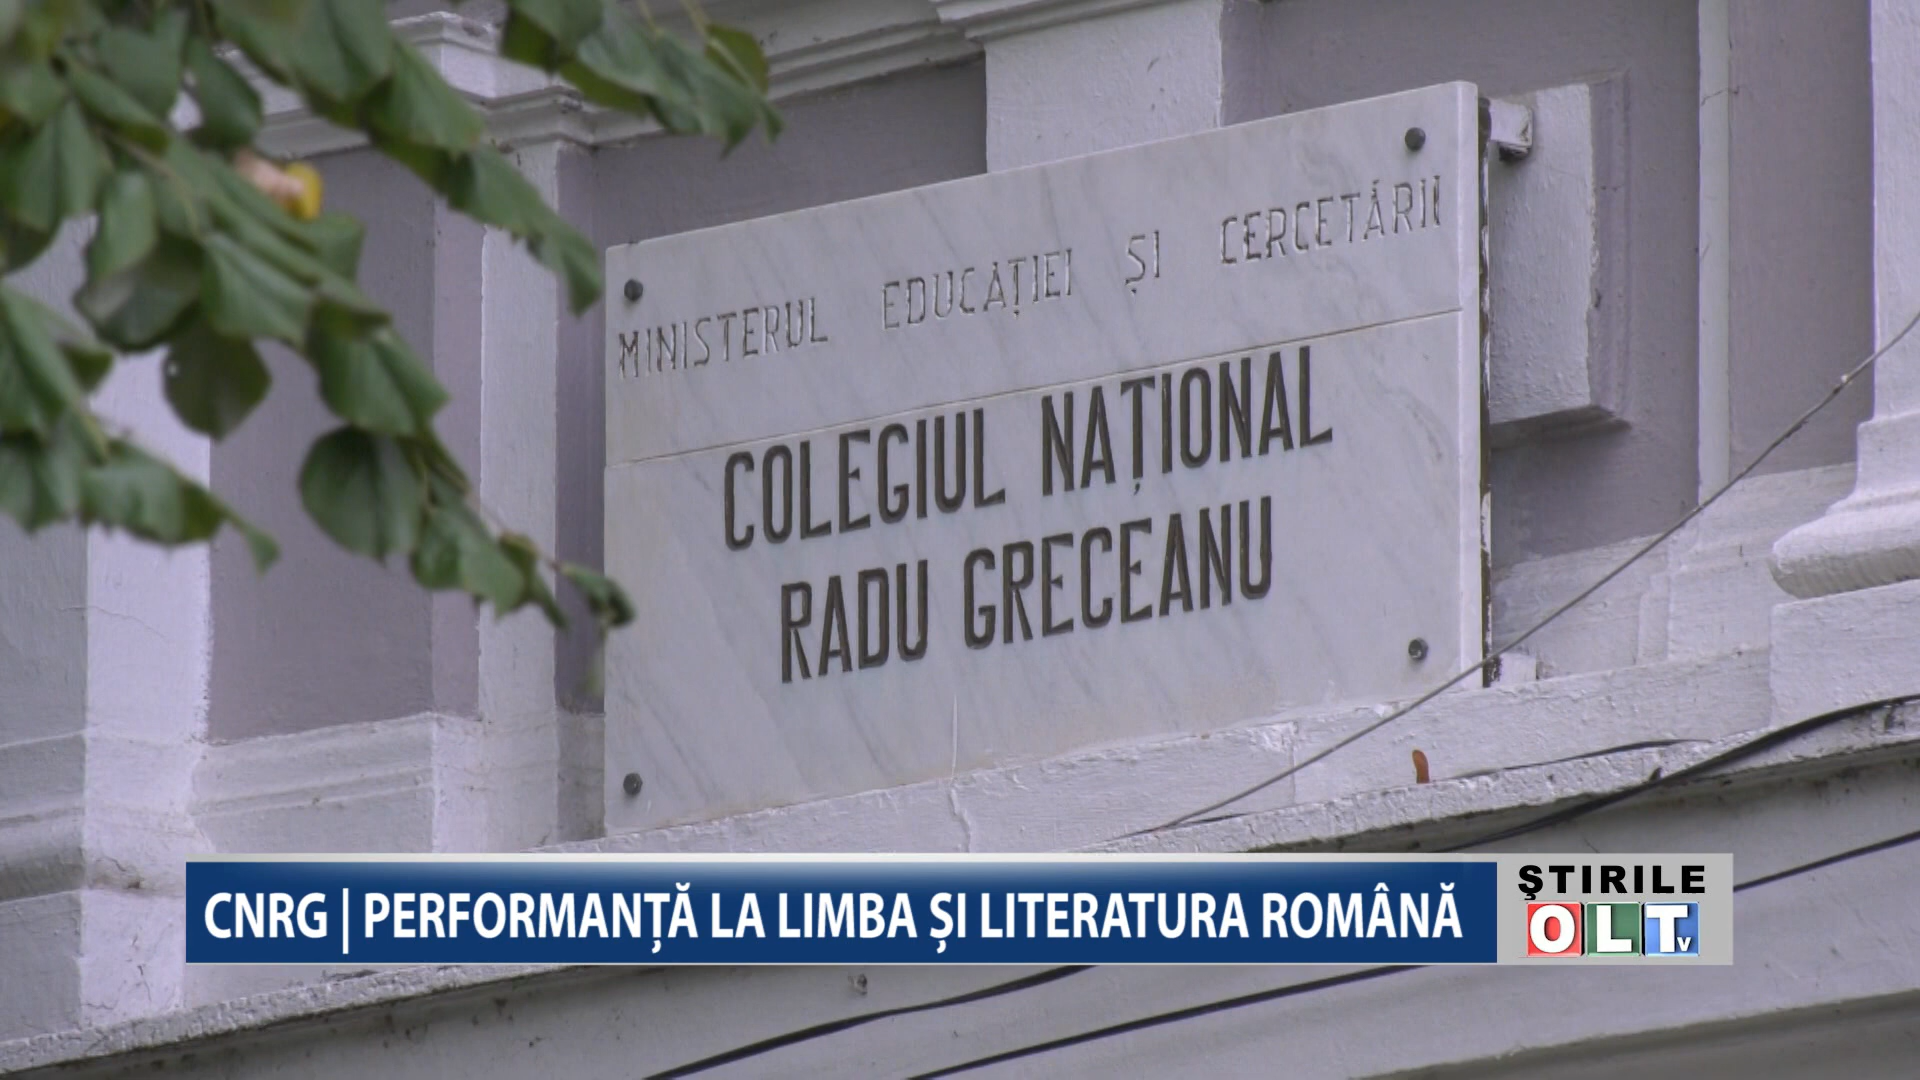 MINISTERUL EDUCAȚIEI ȘI CERCETĂRII
COLEGIUL NAȚIONAL
RADU GRECEANU
CNRG | PERFORMANȚĂ LA LIMBA ȘI LITERATURA ROMÂNĂ
ŞTIRILE
OLTv